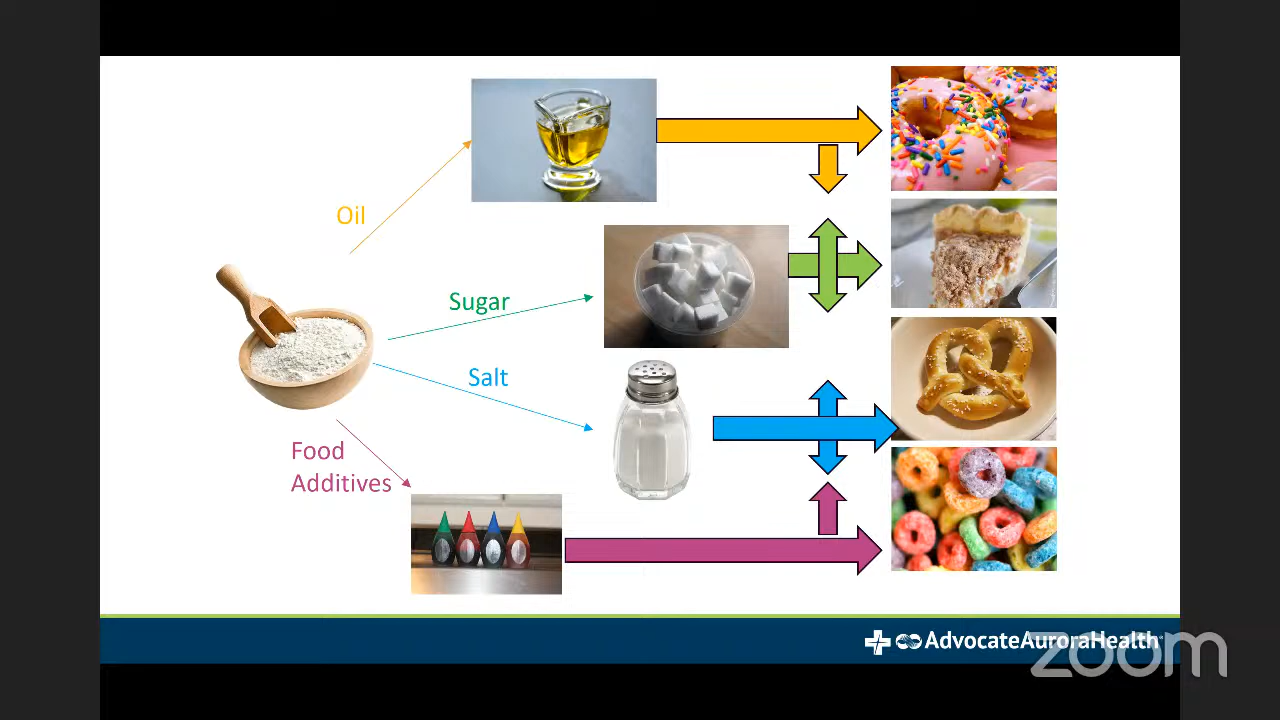 Oil
Sugar
Salt
Food
Additives
AdvocateAuroraHealth
zoom